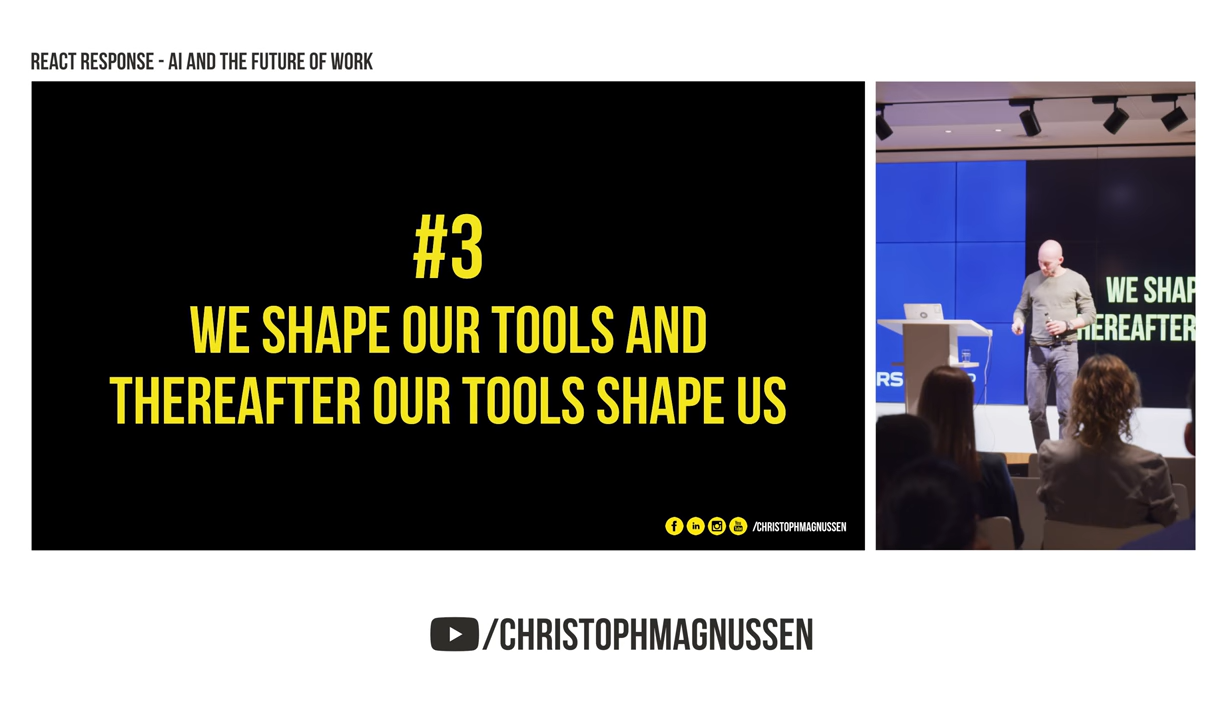 REACT RESPONSE - AI AND THE FUTURE OF WORK
#3
WE SHAPE OUR TOOLS AND
THEREAFTER OUR TOOLS SHAPE US
/CHRISTOPHMAGNUSSEN
WE SHAP
HEREAFTER
RS
/CHRISTOPHMAGNUSSEN